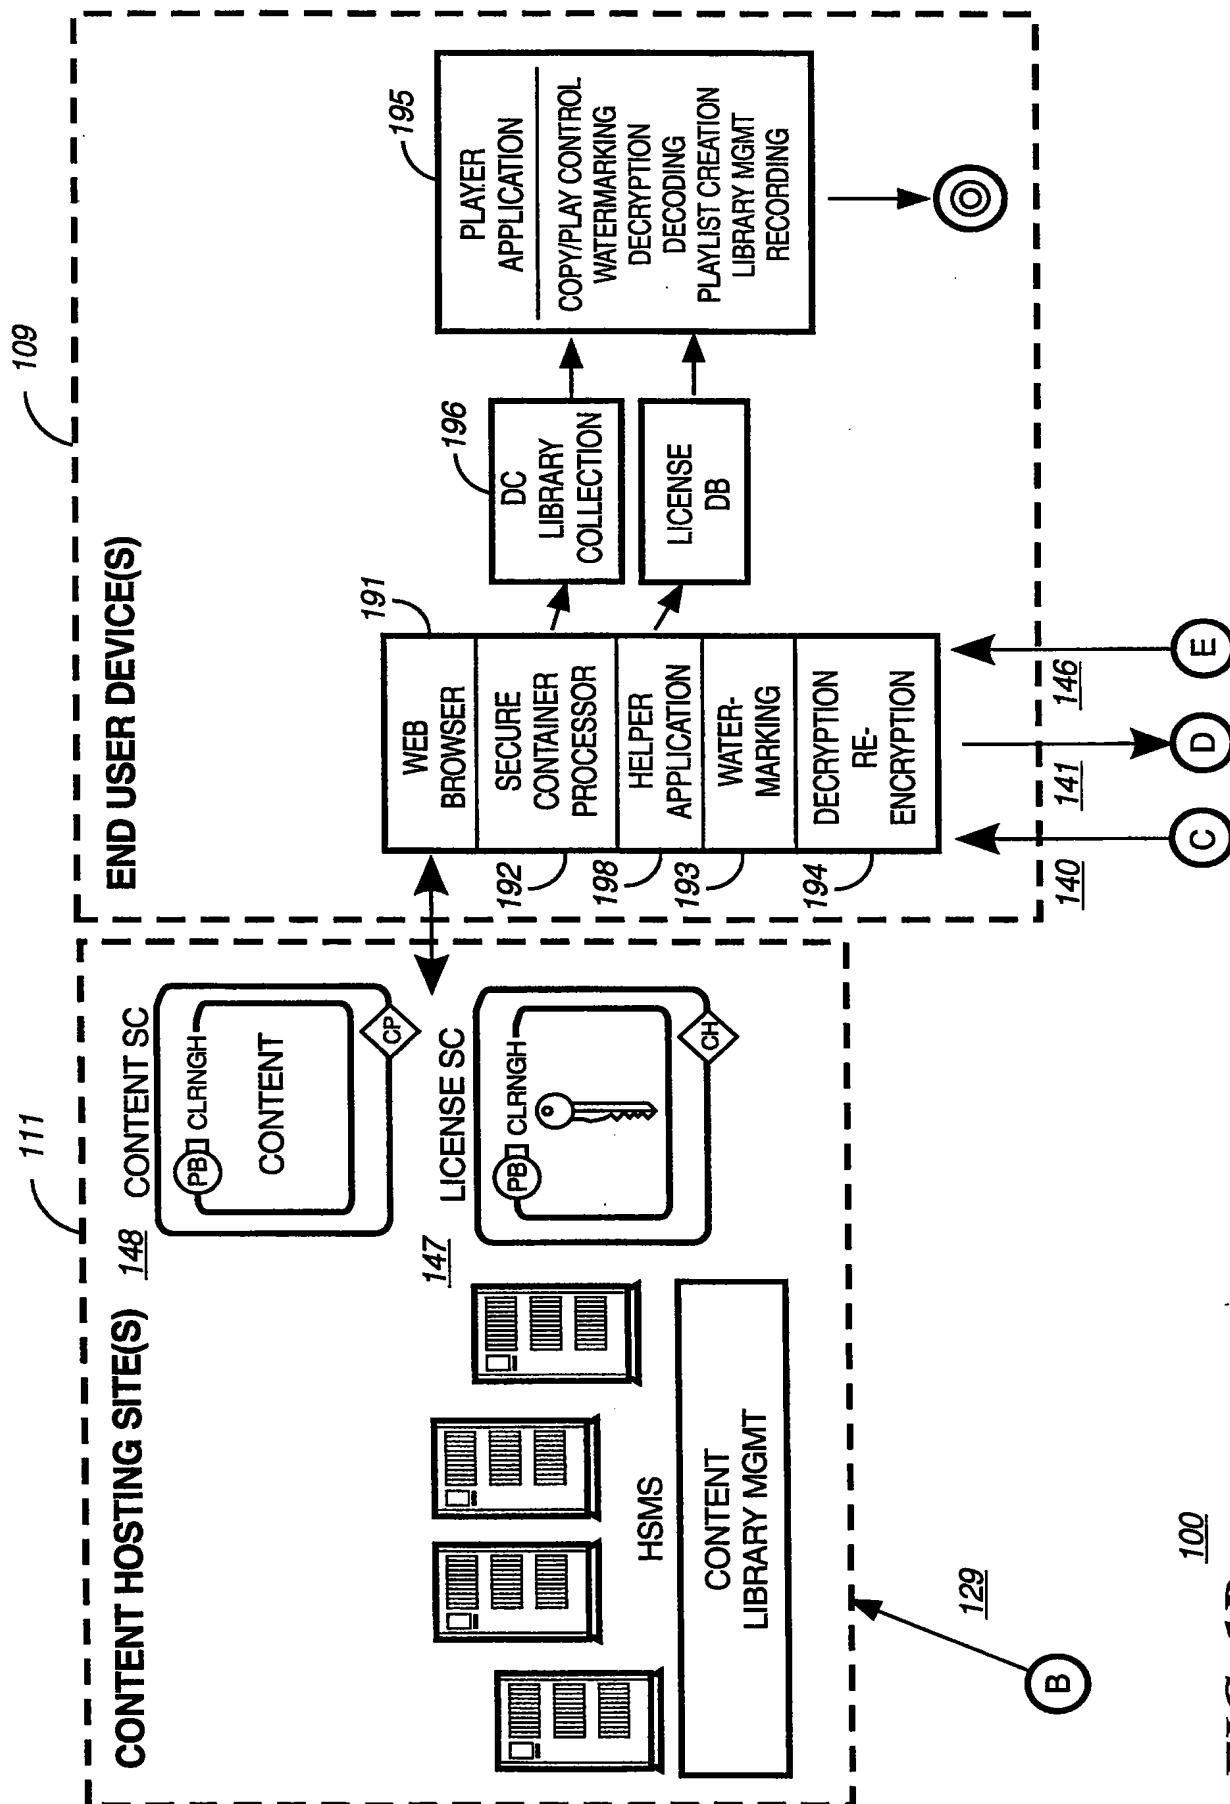 111
109
CONTENT HOSTING SITE(S)
148
CONTENT SC
PB
CLRNGH
CONTENT
CP
147
LICENSE SC
PB
CLRNGH
CH
HSMS
CONTENT
LIBRARY MGMT
B
129
END USER DEVICE(S)
191
WEB
BROWSER
192
SECURE
CONTAINER
PROCESSOR
198
HELPER
APPLICATION
193
WATER-
MARKING
194
DECRYPTION
RE-
ENCRYPTION
196
DC
LIBRARY
COLLECTION
LICENSE
DB
195
PLAYER
APPLICATION
COPY/PLAY CONTROL
WATERMARKING
DECRYPTION
DECODING
PLAYLIST CREATION
LIBRARY MGMT
RECORDING
140
141
146
C
D
E
100